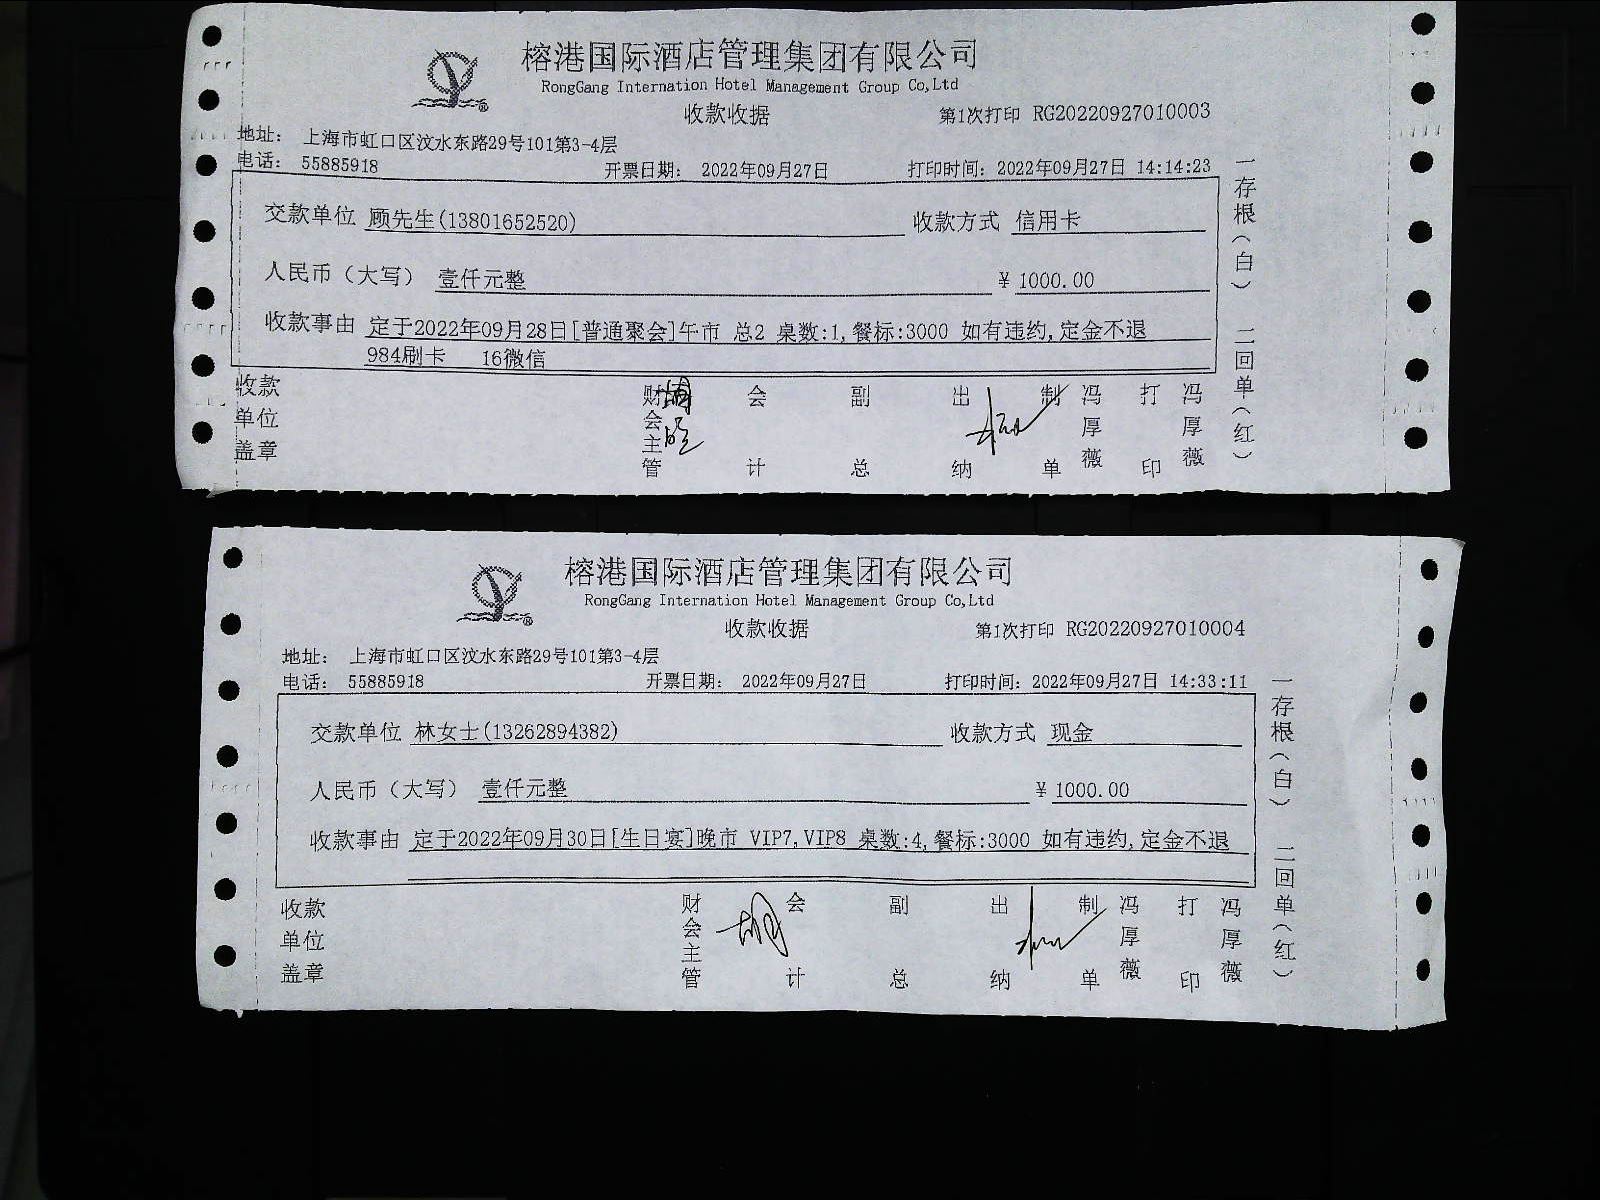 榕港国际酒店管理集团有限公司
RongGang Internation Hotel Management Group Co,Ltd
收款收据 第1次打印 RG20220927010003
地址： 上海市虹口区汶水东路29号101第3-4层
电话： 55885918 开票日期： 2022年09月27日 打印时间：2022年09月27日 14:14:23
交款单位 顾先生(13801652520) 收款方式 信用卡
人民币（大写） 壹仟元整 ¥ 1000.00
收款事由 定于2022年09月28日[普通聚会]午市 总2 桌数:1,餐标:3000 如有违约,定金不退
984刷卡 16微信
收款单位盖章 财会主管 会计 副总 出纳 制单 冯厚薇 打印 冯厚薇
一存根（白） 二回单（红）
榕港国际酒店管理集团有限公司
RongGang Internation Hotel Management Group Co,Ltd
收款收据 第1次打印 RG20220927010004
地址： 上海市虹口区汶水东路29号101第3-4层
电话： 55885918 开票日期： 2022年09月27日 打印时间：2022年09月27日 14:33:11
交款单位 林女士(13262894382) 收款方式 现金
人民币（大写） 壹仟元整 ¥ 1000.00
收款事由 定于2022年09月30日[生日宴]晚市 VIP7,VIP8 桌数:4,餐标:3000 如有违约,定金不退
收款单位盖章 财会主管 会计 副总 出纳 制单 冯厚薇 打印 冯厚薇
一存根（白） 二回单（红）